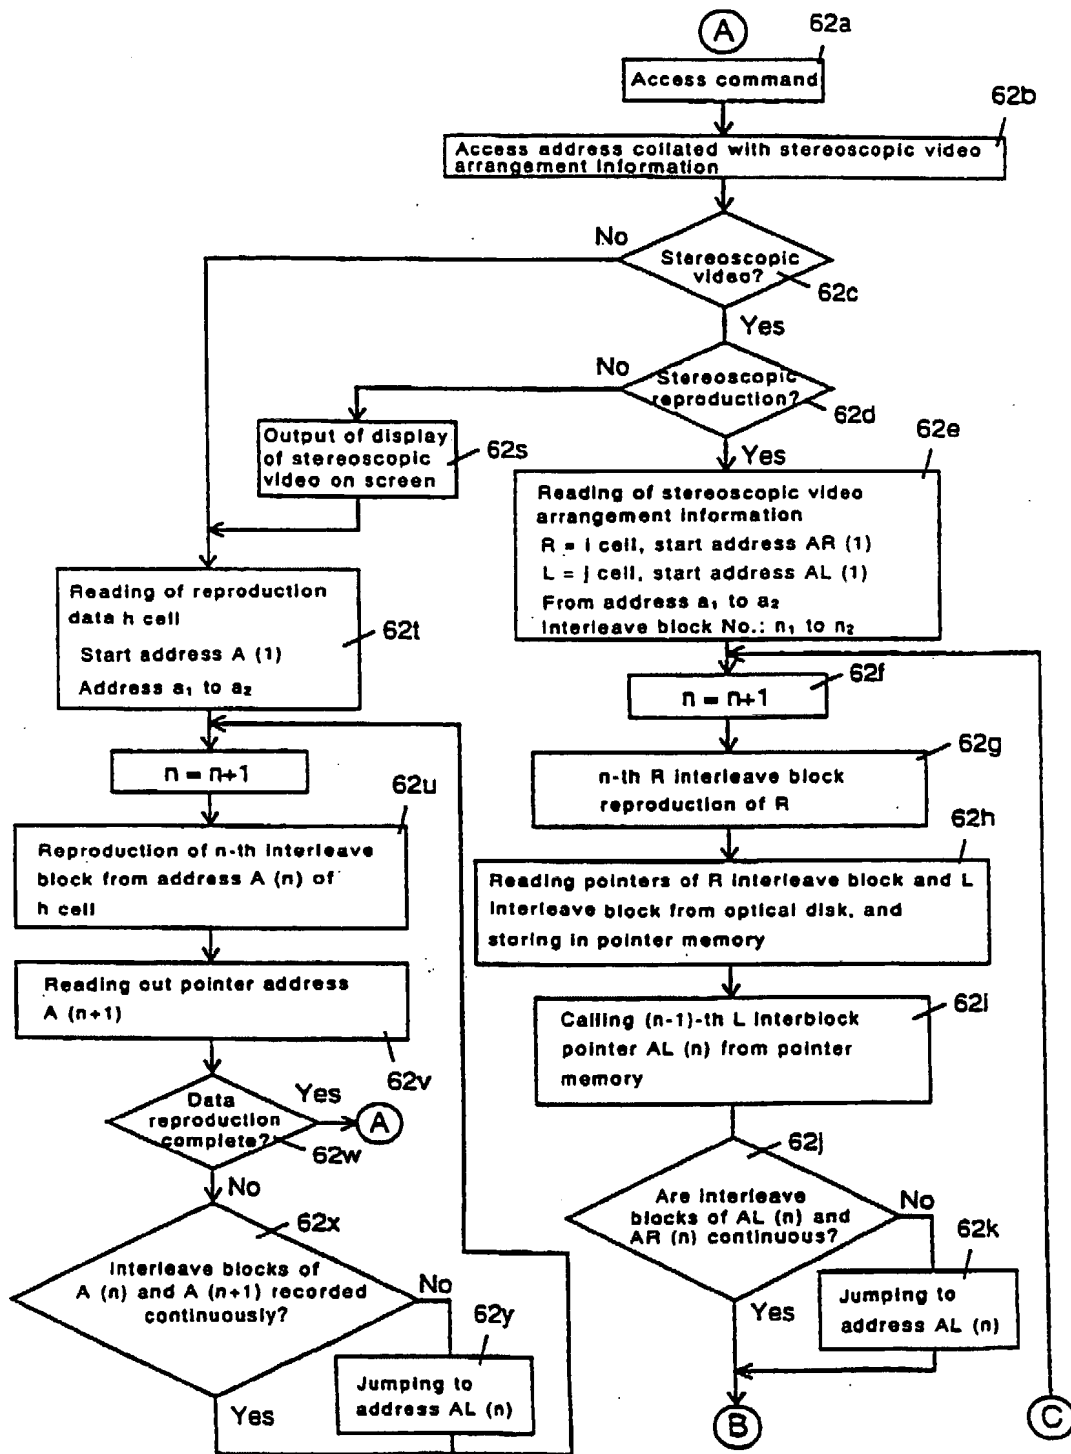 A
62a
Access command
62b
Access address collated with stereoscopic video
arrangement information
No
Stereoscopic
video?
62c
Yes
No
Stereoscopic
reproduction?
62d
Output of display
of stereoscopic
video on screen
62s
Yes
62e
Reading of stereoscopic video
arrangement information
R = i cell, start address AR (1)
L = j cell, start address AL (1)
From address a₁ to a₂
Interleave block No.: n₁ to n₂
Reading of reproduction
data h cell
Start address A (1)
Address a₁ to a₂
62t
62f
n = n+1
n = n+1
62g
n-th R interleave block
reproduction of R
62u
Reproduction of n-th interleave
block from address A (n) of
h cell
62h
Reading pointers of R interleave block and L
interleave block from optical disk, and
storing in pointer memory
Reading out pointer address
A (n+1)
62v
62i
Calling (n-1)-th L interblock
pointer AL (n) from pointer
memory
Data
reproduction
complete?
62w
Yes
A
No
62j
Are interleave
blocks of AL (n) and
AR (n) continuous?
No
62k
Jumping to
address AL (n)
Yes
62x
Interleave blocks of
A (n) and A (n+1) recorded
continuously?
No
62y
Jumping to
address AL (n)
Yes
B
C